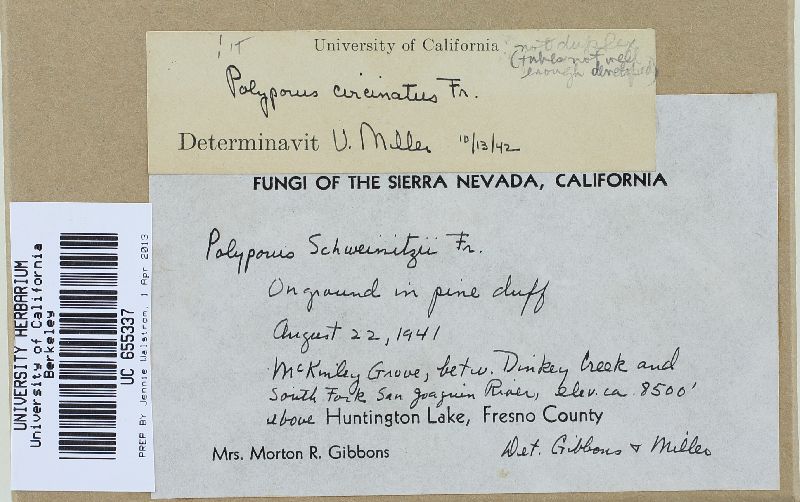 ! IT
University of California
not duplex
(tubes not well
enough developed)
Polyporus circinatus Fr.
Determinavit V. Miller 10/13/42
FUNGI OF THE SIERRA NEVADA, CALIFORNIA
Polyporus Schweinitzii Fr.
On ground in pine duff
August 22, 1941
McKinley Grove, betw. Dinkey Creek and
South Fork San Joaquin River, elev. ca. 8500'
above Huntington Lake, Fresno County
Mrs. Morton R. Gibbons
Det. Gibbons & Miller
UNIVERSITY HERBARIUM
University of California
Berkeley
UC 655337
PREP BY Jennie Walstrom, 1 Apr 2013